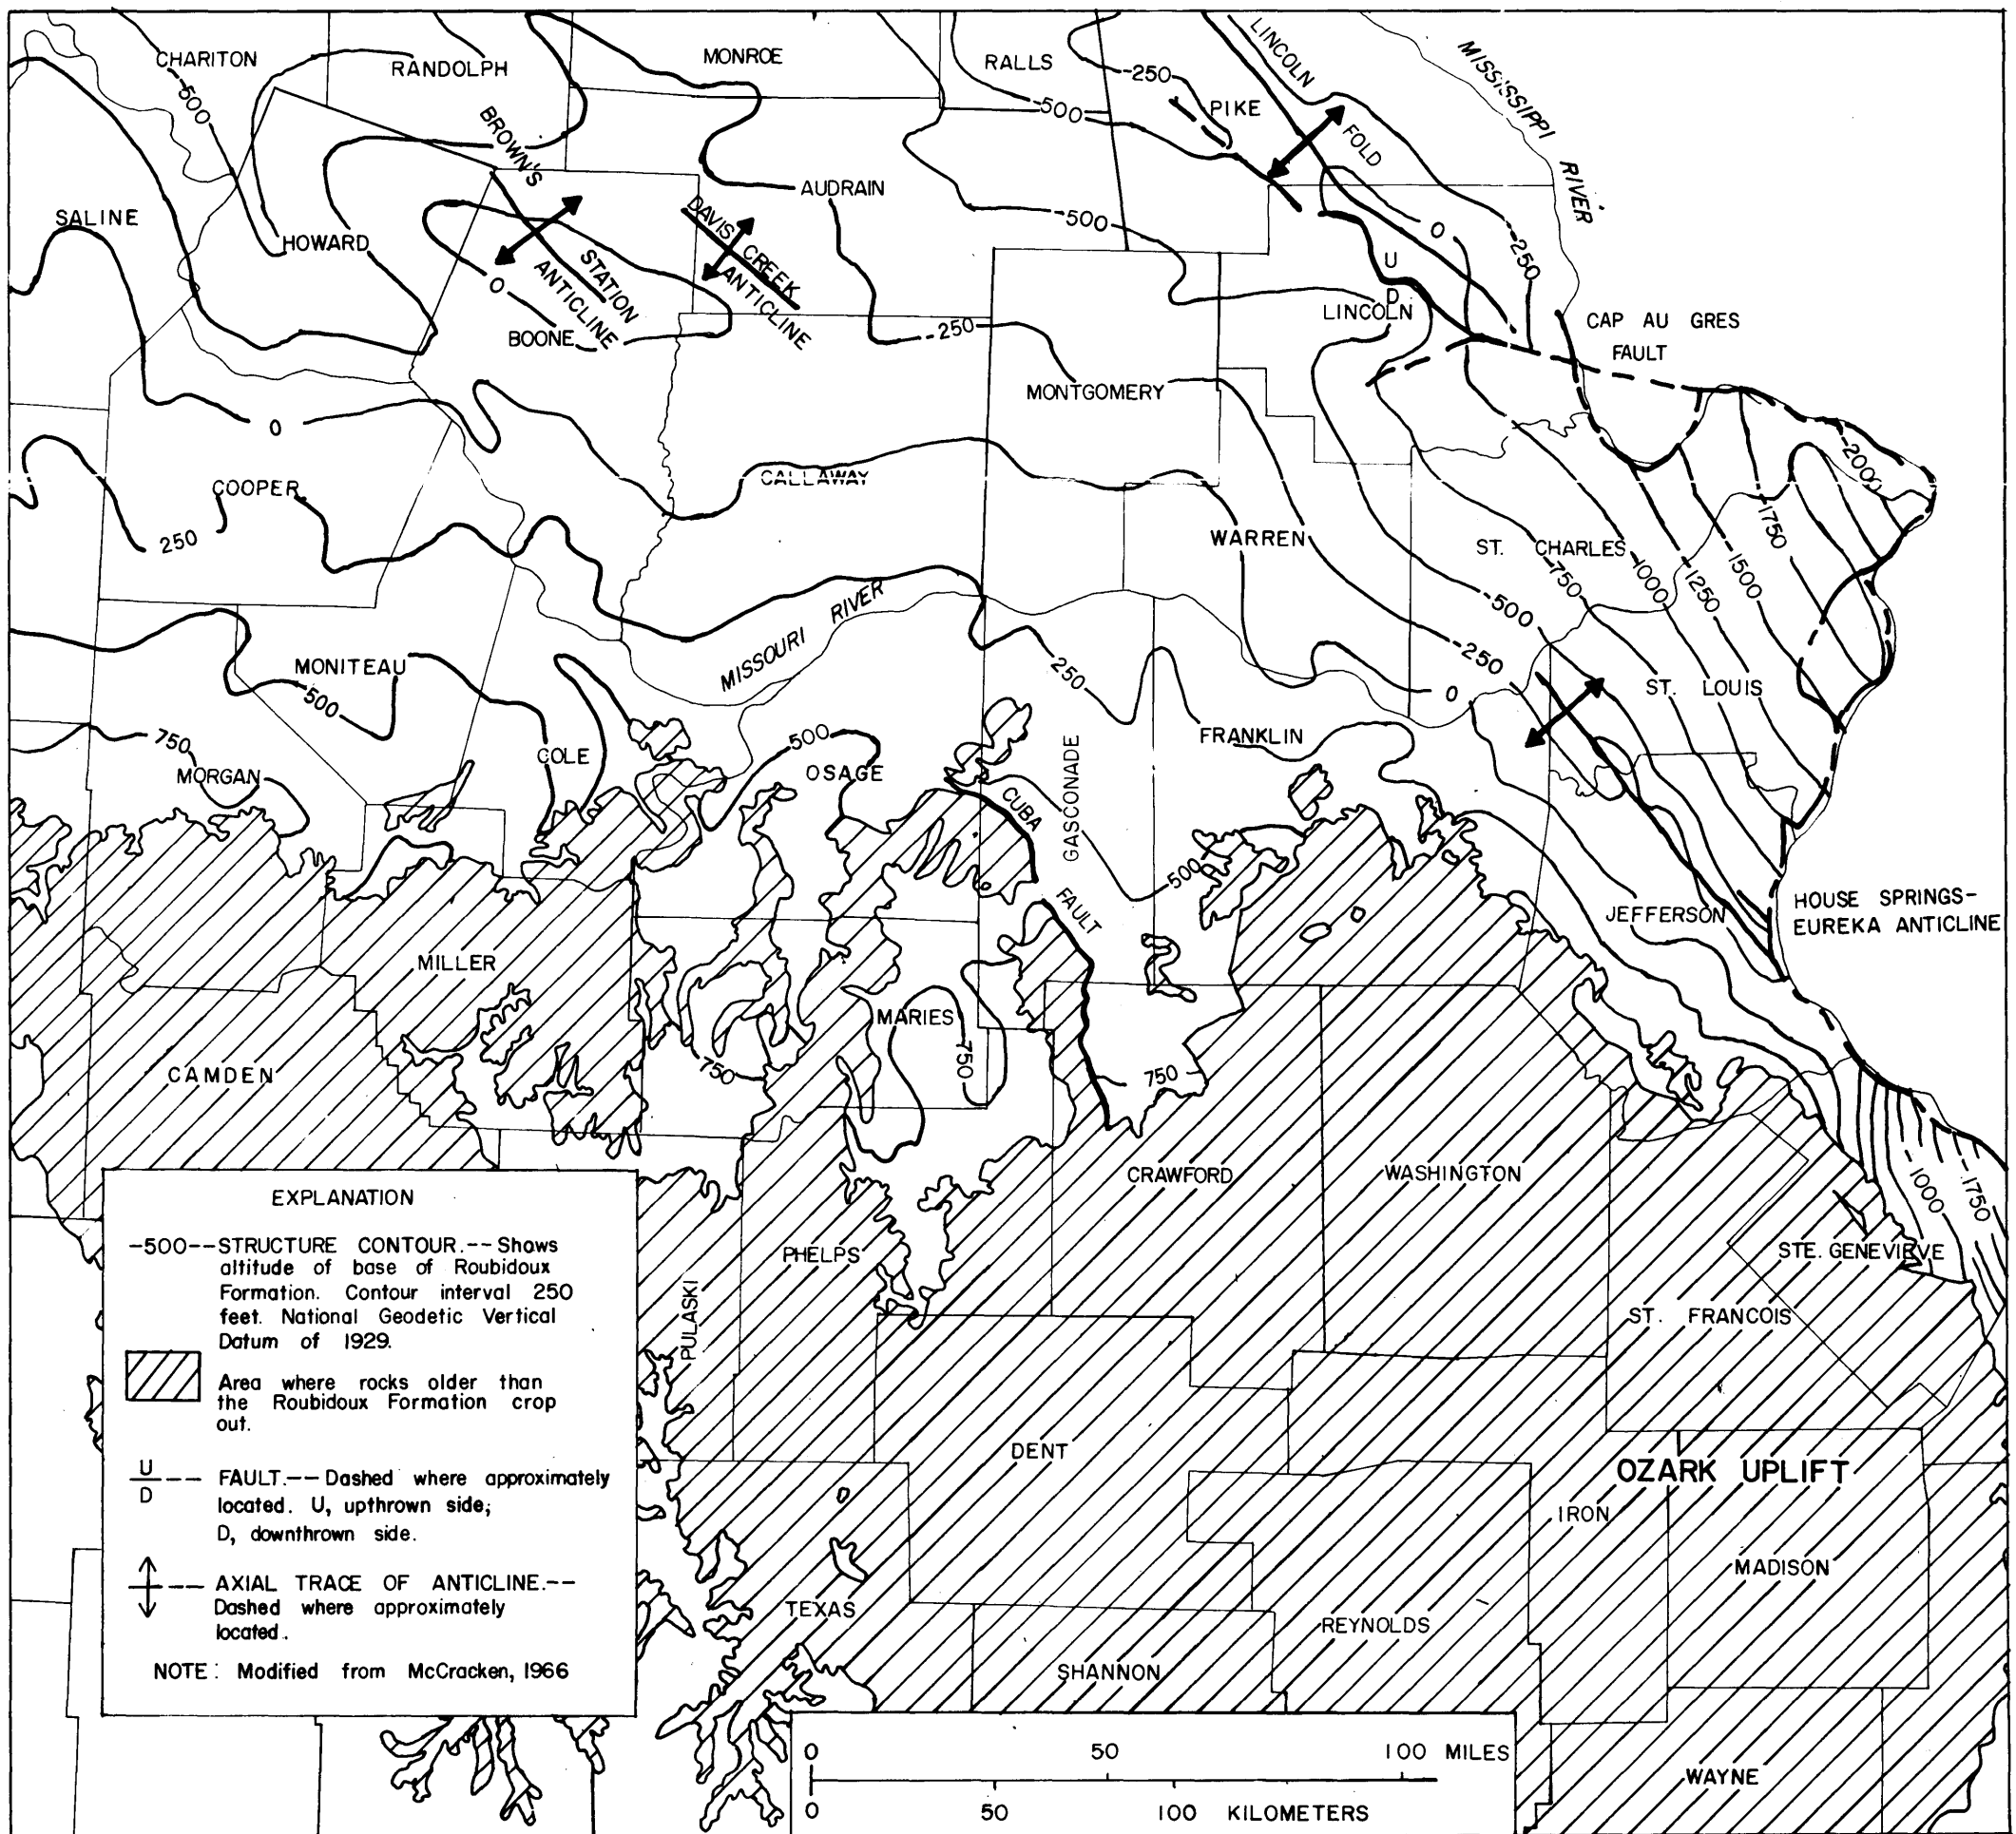 CHARITON
RANDOLPH
MONROE
RALLS
LINCOLN
FOLD
MISSISSIPPI
RIVER
-500
-250
-500
PIKE
BROWN'S
STATION
ANTICLINE
AUDRAIN
DAVIS CREEK
ANTICLINE
SALINE
HOWARD
-500
0
-250
U
D
LINCOLN
0
BOONE
-250
CAP AU GRES
FAULT
MONTGOMERY
0
CALLAWAY
COOPER
250
-2000
-1750
-1500
-1250
-1000
-750
-500
-250
0
WARREN
ST. CHARLES
MISSOURI RIVER
MONITEAU
500
250
ST. LOUIS
750
MORGAN
COLE
500
OSAGE
FRANKLIN
GASCONADE
CUBA
FAULT
500
JEFFERSON
HOUSE SPRINGS-
EUREKA ANTICLINE
MILLER
MARIES
750
750
750
CAMDEN
CRAWFORD
WASHINGTON
-1000
-1750
STE. GENEVIEVE
PHELPS
PULASKI
ST. FRANCOIS
DENT
OZARK UPLIFT
IRON
MADISON
TEXAS
REYNOLDS
SHANNON
WAYNE
EXPLANATION
-500-- STRUCTURE CONTOUR.-- Shows
altitude of base of Roubidoux
Formation. Contour interval 250
feet. National Geodetic Vertical
Datum of 1929.
Area where rocks older than
the Roubidoux Formation crop
out.
U
D
FAULT.-- Dashed where approximately
located. U, upthrown side;
D, downthrown side.
AXIAL TRACE OF ANTICLINE.--
Dashed where approximately
located.
NOTE: Modified from McCracken, 1966
0 50 100 MILES
0 50 100 KILOMETERS